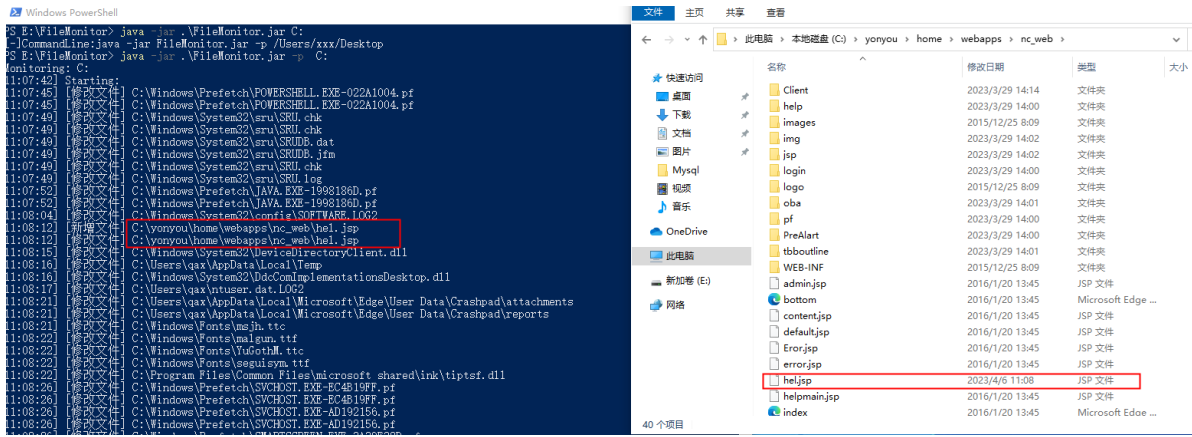 Windows PowerShell
PS E:\FileMonitor> java -jar .\FileMonitor.jar C:
[-]CommandLine:java -jar FileMonitor.jar -p /Users/xxx/Desktop
PS E:\FileMonitor> java -jar .\FileMonitor.jar -p  C:
Monitoring: C:
11:07:42] Starting:
11:07:45] [修改文件] C:\Windows\Prefetch\POWERSHELL.EXE-022A1004.pf
11:07:45] [修改文件] C:\Windows\Prefetch\POWERSHELL.EXE-022A1004.pf
11:07:49] [修改文件] C:\Windows\System32\sru\SRU.chk
11:07:49] [修改文件] C:\Windows\System32\sru\SRU.chk
11:07:49] [修改文件] C:\Windows\System32\sru\SRUDB.dat
11:07:49] [修改文件] C:\Windows\System32\sru\SRUDB.jfm
11:07:49] [修改文件] C:\Windows\System32\sru\SRU.chk
11:07:49] [修改文件] C:\Windows\System32\sru\SRU.log
11:07:52] [修改文件] C:\Windows\Prefetch\JAVA.EXE-1998186D.pf
11:07:52] [修改文件] C:\Windows\Prefetch\JAVA.EXE-1998186D.pf
11:08:04] [修改文件] C:\Windows\System32\config\SOFTWARE.LOG2
11:08:12] [新增文件] C:\yonyou\home\webapps\nc_web\hel.jsp
11:08:12] [修改文件] C:\yonyou\home\webapps\nc_web\hel.jsp
11:08:15] [修改文件] C:\Windows\System32\DeviceDirectoryClient.dll
11:08:16] [修改文件] C:\Users\qax\AppData\Local\Temp
11:08:16] [修改文件] C:\Windows\System32\DdcComImplementationsDesktop.dll
11:08:17] [修改文件] C:\Users\qax\ntuser.dat.LOG2
11:08:21] [修改文件] C:\Users\qax\AppData\Local\Microsoft\Edge\User Data\Crashpad\attachments
11:08:21] [修改文件] C:\Users\qax\AppData\Local\Microsoft\Edge\User Data\Crashpad\reports
11:08:22] [修改文件] C:\Windows\Fonts\msjh.ttc
11:08:22] [修改文件] C:\Windows\Fonts\malgun.ttf
11:08:22] [修改文件] C:\Windows\Fonts\YuGothM.ttc
11:08:22] [修改文件] C:\Windows\Fonts\seguisym.ttf
11:08:22] [修改文件] C:\Program Files\Common Files\microsoft shared\ink\tiptsf.dll
11:08:26] [修改文件] C:\Windows\Prefetch\SVCHOST.EXE-EC4B19FF.pf
11:08:26] [修改文件] C:\Windows\Prefetch\SVCHOST.EXE-EC4B19FF.pf
11:08:26] [修改文件] C:\Windows\Prefetch\SVCHOST.EXE-AD192156.pf
11:08:26] [修改文件] C:\Windows\Prefetch\SVCHOST.EXE-AD192156.pf
文件 主页 共享 查看
此电脑 › 本地磁盘 (C:) › yonyou › home › webapps › nc_web ›
快速访问
桌面
下载
文档
图片
Mysql
视频
音乐
OneDrive
此电脑
新加卷 (E:)
网络
名称 修改日期 类型 大小
Client 2023/3/29 14:14 文件夹
help 2023/3/29 14:02 文件夹
images 2015/12/25 8:09 文件夹
img 2023/3/29 14:02 文件夹
jsp 2023/3/29 14:02 文件夹
login 2023/3/29 14:01 文件夹
logo 2015/12/25 8:09 文件夹
oba 2023/3/29 14:02 文件夹
pf 2023/3/29 14:00 文件夹
PreAlart 2023/3/29 14:00 文件夹
tbboutline 2023/3/29 14:01 文件夹
WEB-INF 2015/12/25 8:09 文件夹
admin.jsp 2016/1/20 13:45 JSP 文件
bottom 2016/1/20 13:45 Microsoft Edge ...
content.jsp 2016/1/20 13:45 JSP 文件
default.jsp 2016/1/20 13:45 JSP 文件
Eror.jsp 2016/1/20 13:45 JSP 文件
error.jsp 2016/1/20 13:45 JSP 文件
hel.jsp 2023/4/6 11:08 JSP 文件
helpmain.jsp 2016/1/20 13:45 JSP 文件
index 2016/1/20 13:45 Microsoft Edge ...
40 个项目